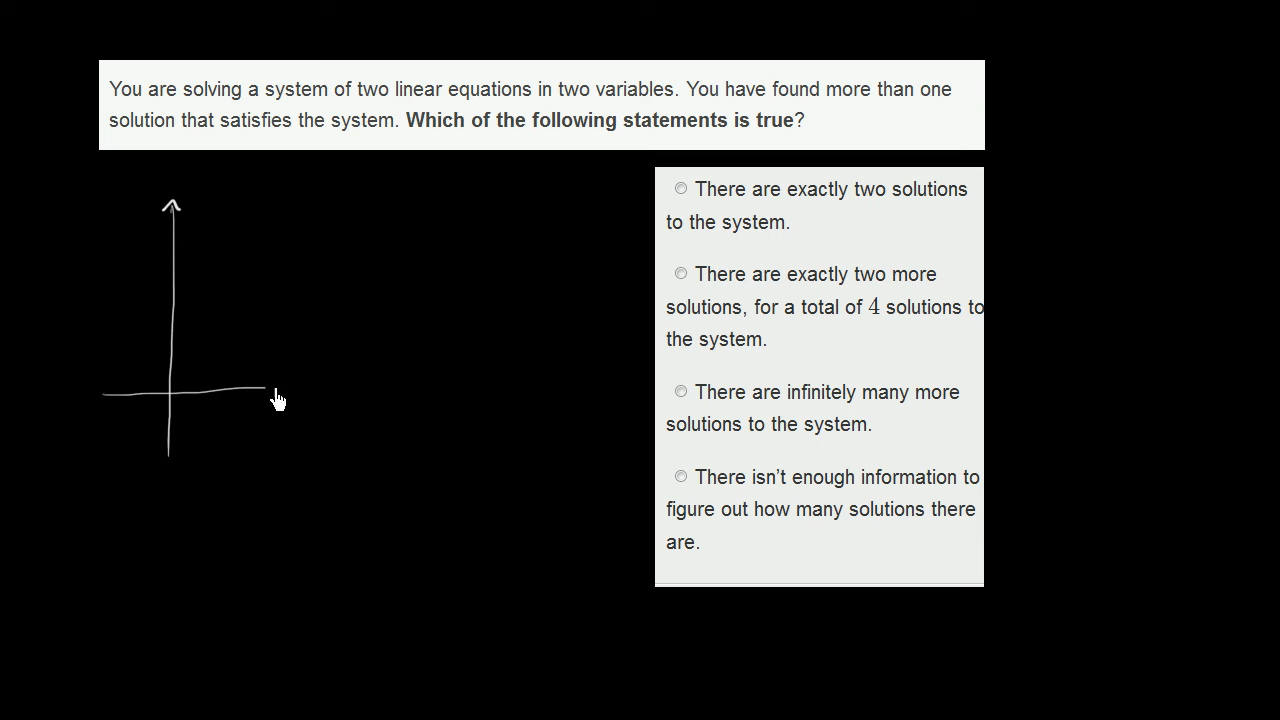 You are solving a system of two linear equations in two variables. You have found more than one
solution that satisfies the system. Which of the following statements is true?
There are exactly two solutions
to the system.
There are exactly two more
solutions, for a total of 4 solutions to
the system.
There are infinitely many more
solutions to the system.
There isn't enough information to
figure out how many solutions there
are.